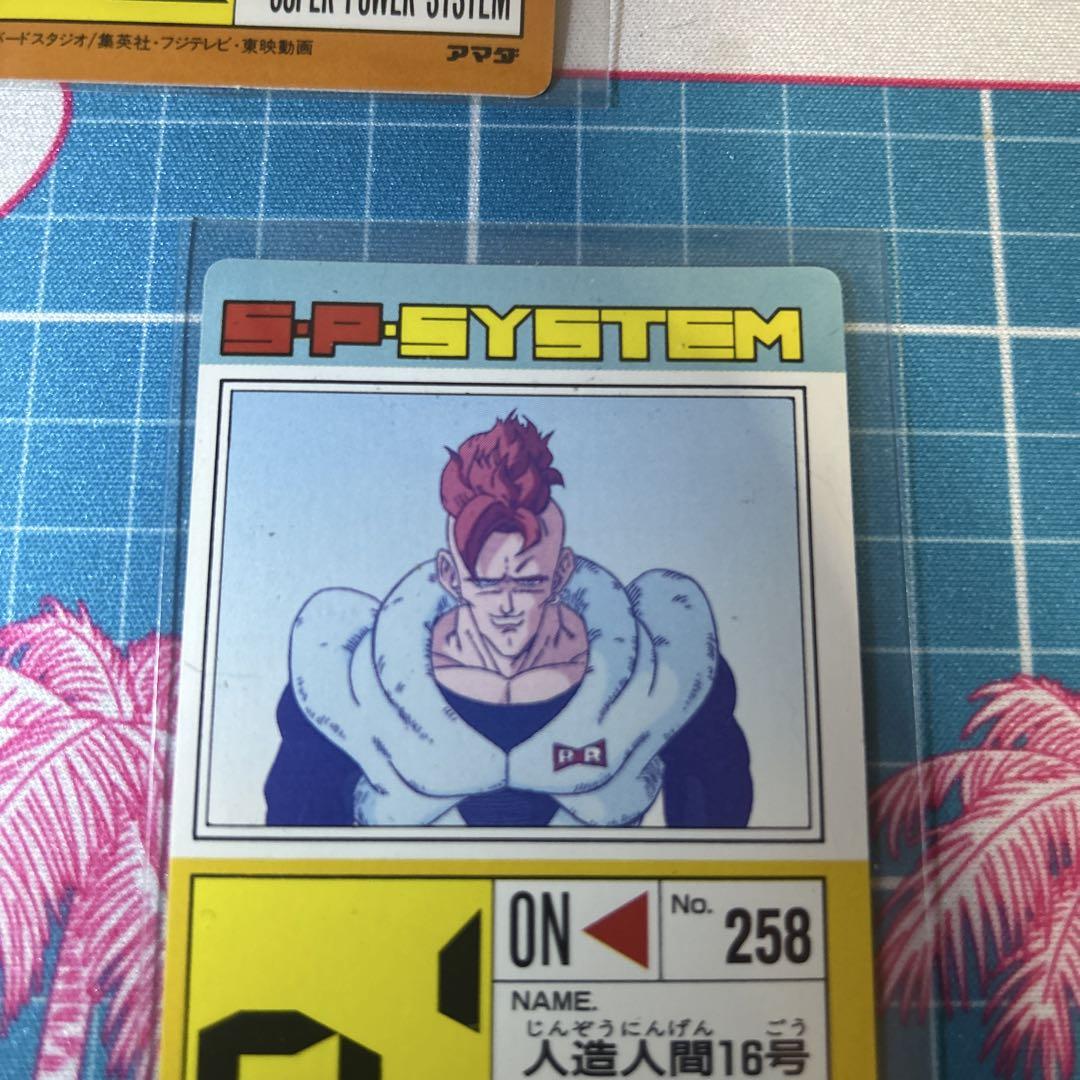 SUPER POWER SYSTEM
バードスタジオ/集英社・フジテレビ・東映動画
アマダ
S・P・SYSTEM
RR
ON
No. 258
NAME.
じんぞうにんげん ごう
人造人間16号